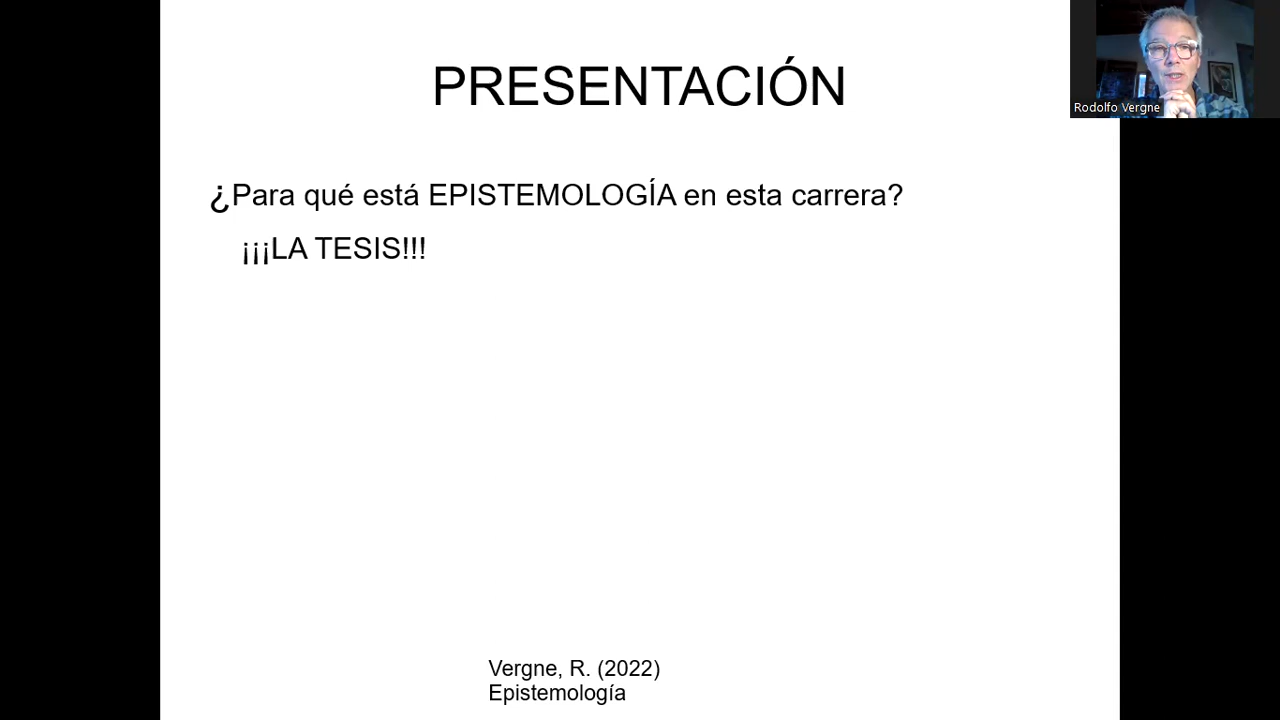 PRESENTACIÓN
Rodolfo Vergne
¿Para qué está EPISTEMOLOGÍA en esta carrera?
¡¡¡LA TESIS!!!
Vergne, R. (2022)
Epistemología